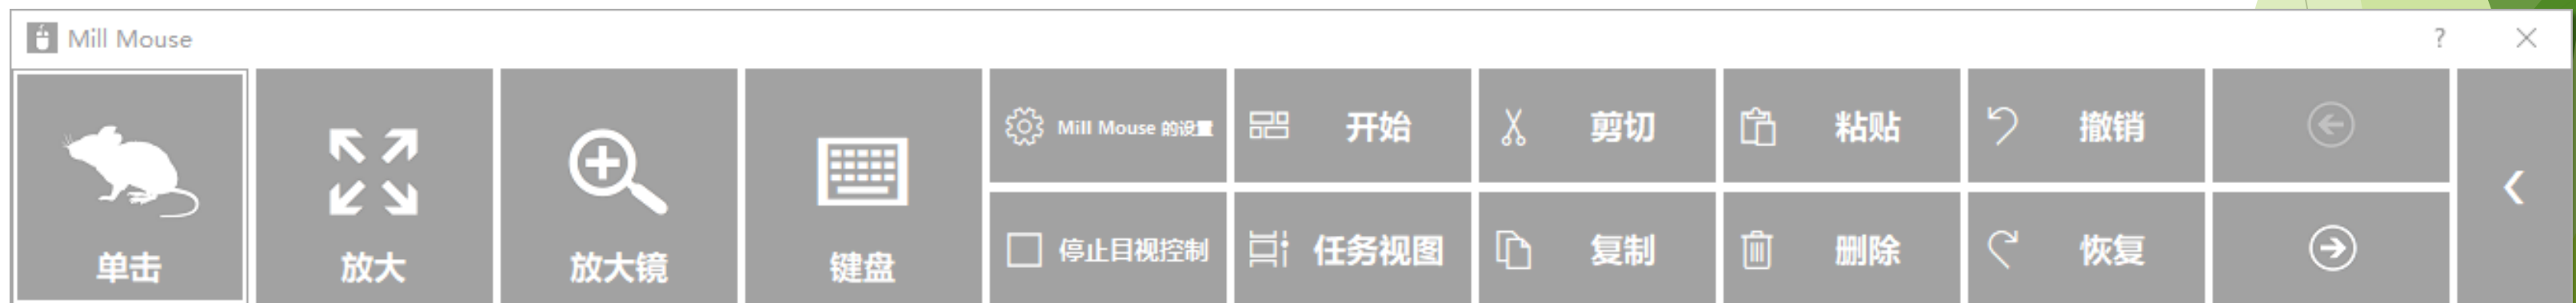 Mill Mouse
?
单击
放大
放大镜
键盘
Mill Mouse 的设置
开始
剪切
粘贴
撤销
停止目视控制
任务视图
复制
删除
恢复